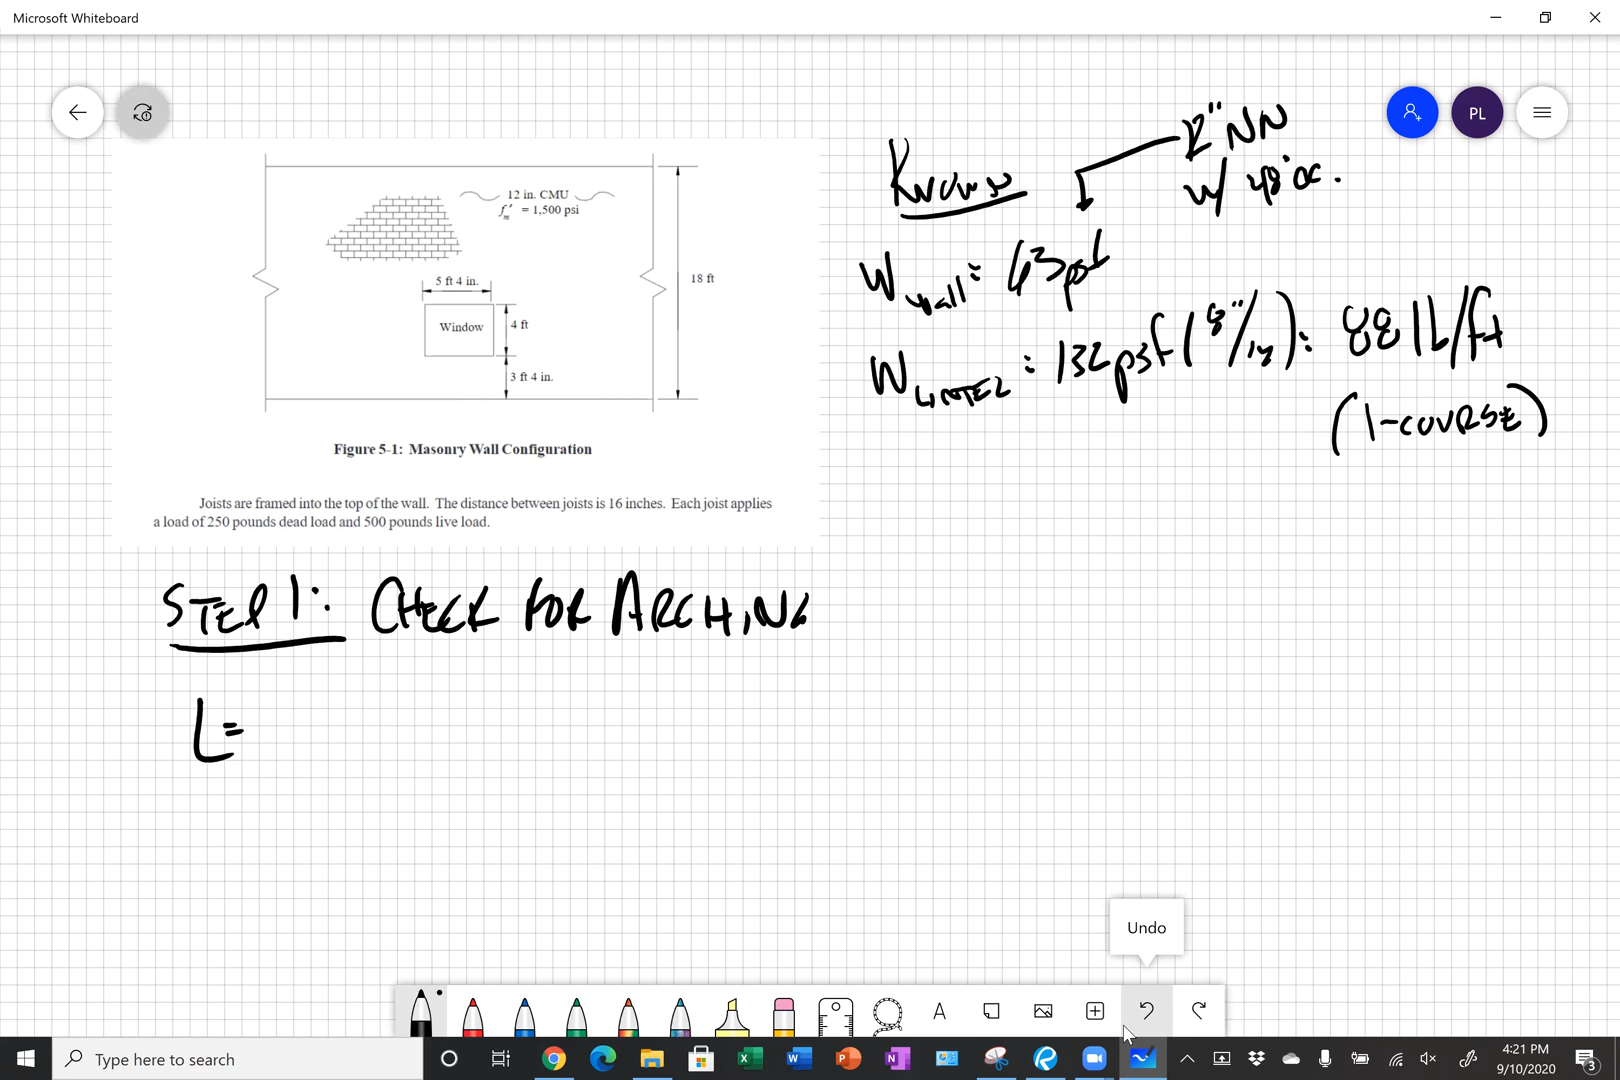 Microsoft Whiteboard
PL
12 in. CMU
f'm = 1,500 psi
5 ft 4 in.
18 ft
Window
4 ft
3 ft 4 in.
Figure 5-1: Masonry Wall Configuration
Joists are framed into the top of the wall. The distance between joists is 16 inches. Each joist applies
a load of 250 pounds dead load and 500 pounds live load.
12" NW
w/ 48" oc.
W wall = 63 psf
W LINTEL = 132 psf (8"/12) = 88 lb/ft
(1-COURSE)
STEP 1: CHECK FOR ARCHING
L=
Undo
A
Type here to search
4:21 PM
9/10/2020
3